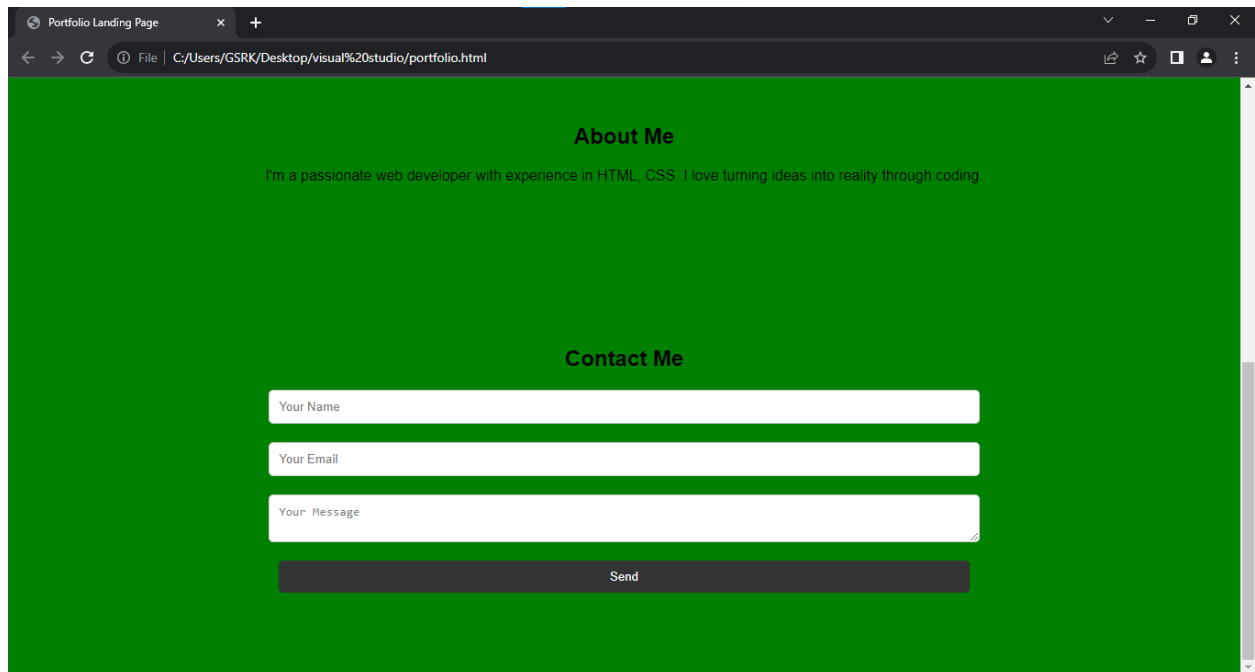 Portfolio Landing Page
File C:/Users/GSRK/Desktop/visual%20studio/portfolio.html
About Me
I'm a passionate web developer with experience in HTML, CSS. I love turning ideas into reality through coding.
Contact Me
Your Name
Your Email
Your Message
Send